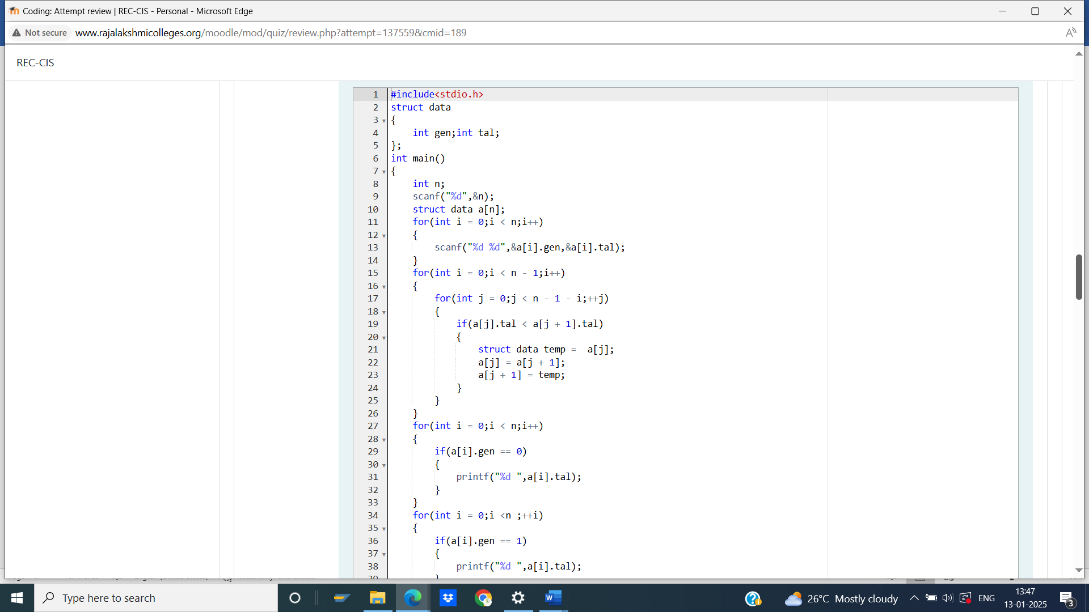 Coding: Attempt review | REC-CIS - Personal - Microsoft Edge
Not secure www.rajalakshmicolleges.org/moodle/mod/quiz/review.php?attempt=137559&cmid=189
REC-CIS
1 #include<stdio.h>
2 struct data
3 {
4 int gen;int tal;
5 };
6 int main()
7 {
8 int n;
9 scanf("%d",&n);
10 struct data a[n];
11 for(int i = 0;i < n;i++)
12 {
13 scanf("%d %d",&a[i].gen,&a[i].tal);
14 }
15 for(int i = 0;i < n - 1;i++)
16 {
17 for(int j = 0;j < n - 1 - i;++j)
18 {
19 if(a[j].tal < a[j + 1].tal)
20 {
21 struct data temp =  a[j];
22 a[j] = a[j + 1];
23 a[j + 1] = temp;
24 }
25 }
26 }
27 for(int i = 0;i < n;i++)
28 {
29 if(a[i].gen == 0)
30 {
31 printf("%d ",a[i].tal);
32 }
33 }
34 for(int i = 0;i <n ;++i)
35 {
36 if(a[i].gen == 1)
37 {
38 printf("%d ",a[i].tal);
Type here to search
26°C Mostly cloudy
ENG
13:47
13-01-2025
3